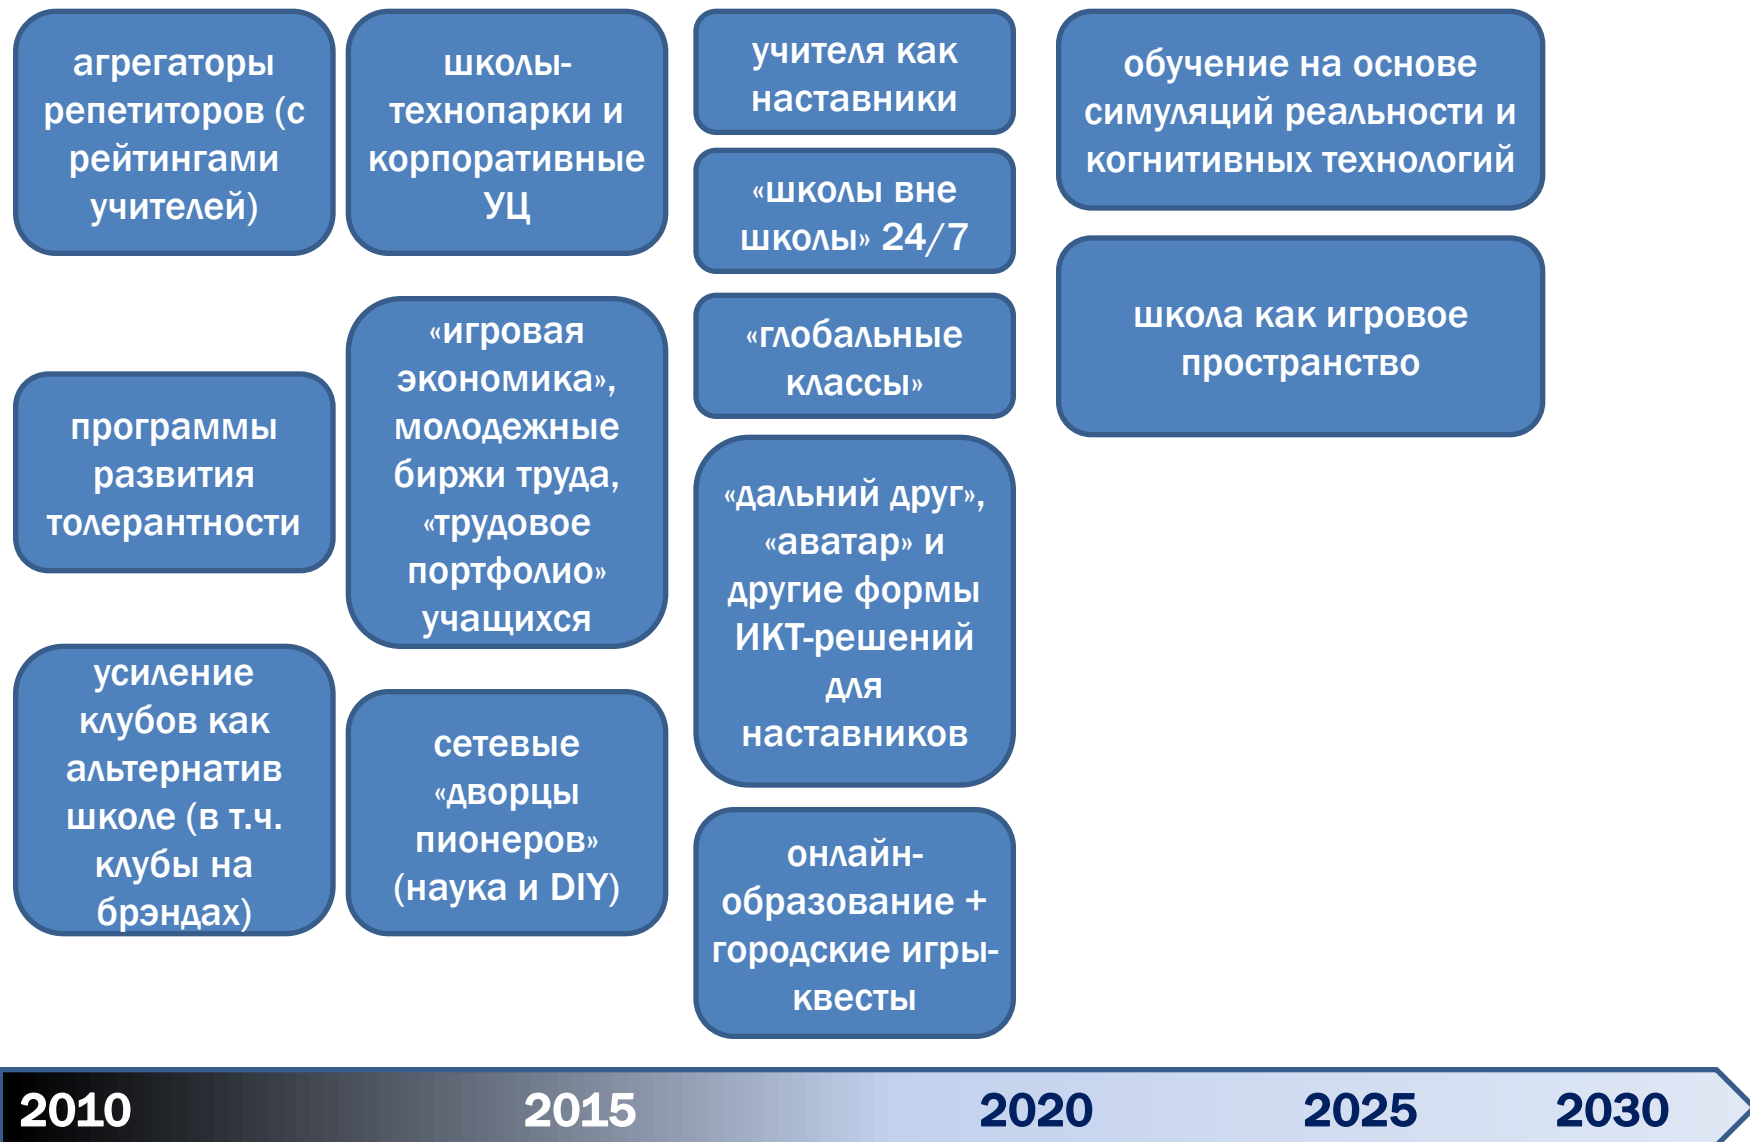 агрегаторы
репетиторов (с
рейтингами
учителей)
программы
развития
толерантности
усиление
клубов как
альтернатив
школе (в т.ч.
клубы на
брэндах)
школы-
технопарки и
корпоративные
УЦ
«игровая
экономика»,
молодежные
биржи труда,
«трудовое
портфолио»
учащихся
сетевые
«дворцы
пионеров»
(наука и DIY)
учителя как
наставники
«школы вне
школы» 24/7
«глобальные
классы»
«дальний друг»,
«аватар» и
другие формы
ИКТ-решений
для
наставников
онлайн-
образование +
городские игры-
квесты
обучение на основе
симуляций реальности и
когнитивных технологий
школа как игровое
пространство
2010 2015 2020 2025 2030